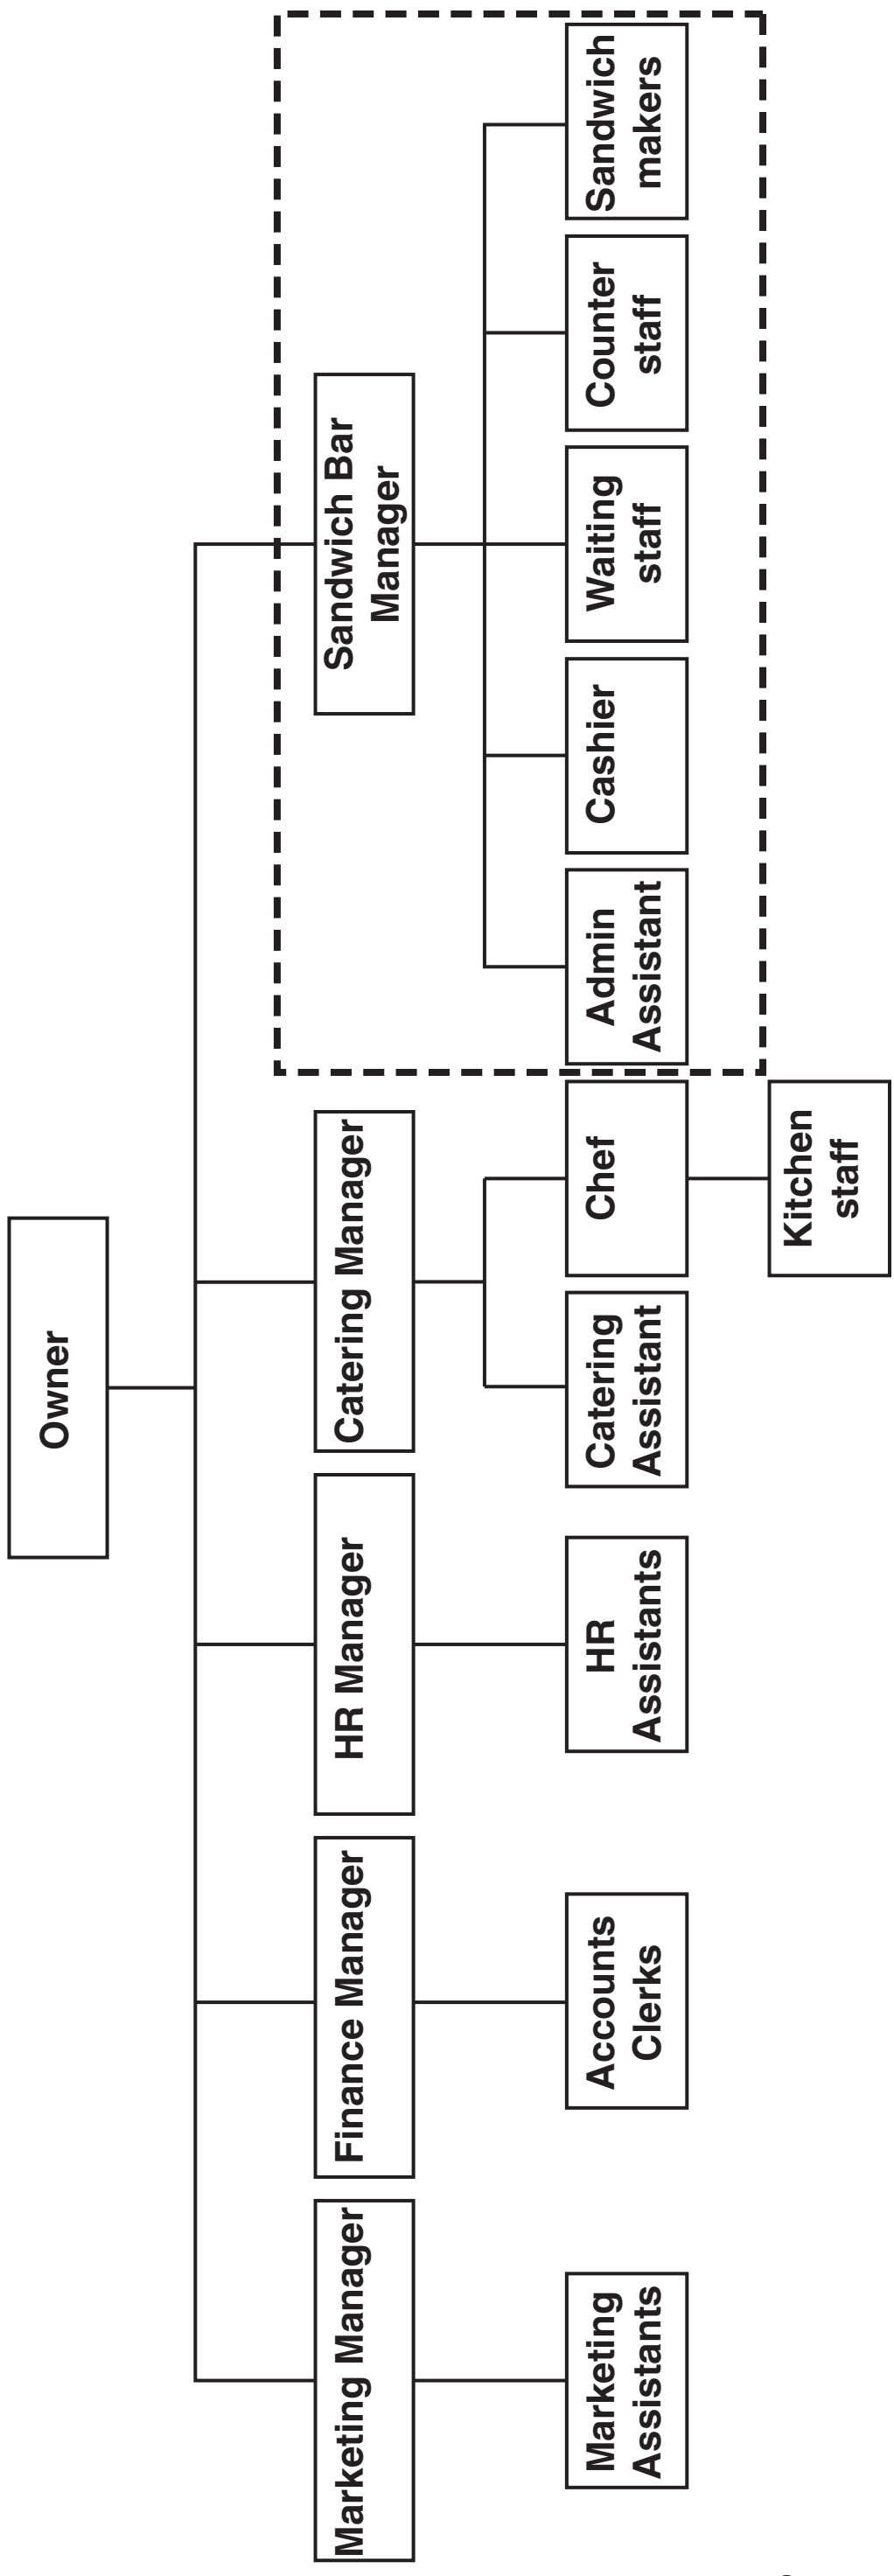 Owner
Marketing Manager
Finance Manager
HR Manager
Catering Manager
Sandwich Bar
Manager
Marketing
Assistants
Accounts
Clerks
HR
Assistants
Catering
Assistant
Chef
Admin
Assistant
Cashier
Waiting
staff
Counter
staff
Sandwich
makers
Kitchen
staff